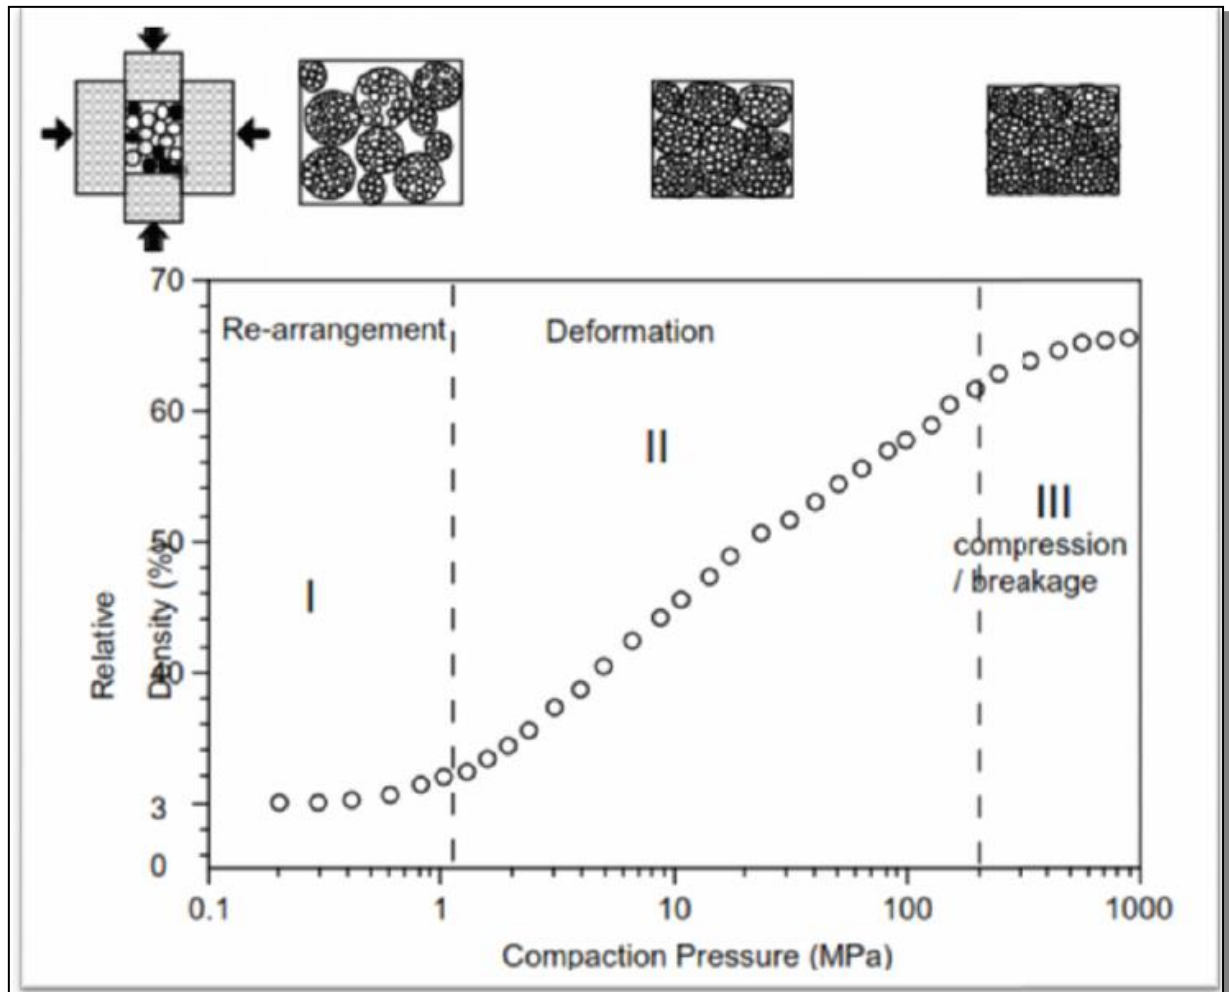 70
Re-arrangement
Deformation
60
II
III
50
compression
/ breakage
I
Relative
Density (%)
40
3
0
0.1
1
10
100
1000
Compaction Pressure (MPa)